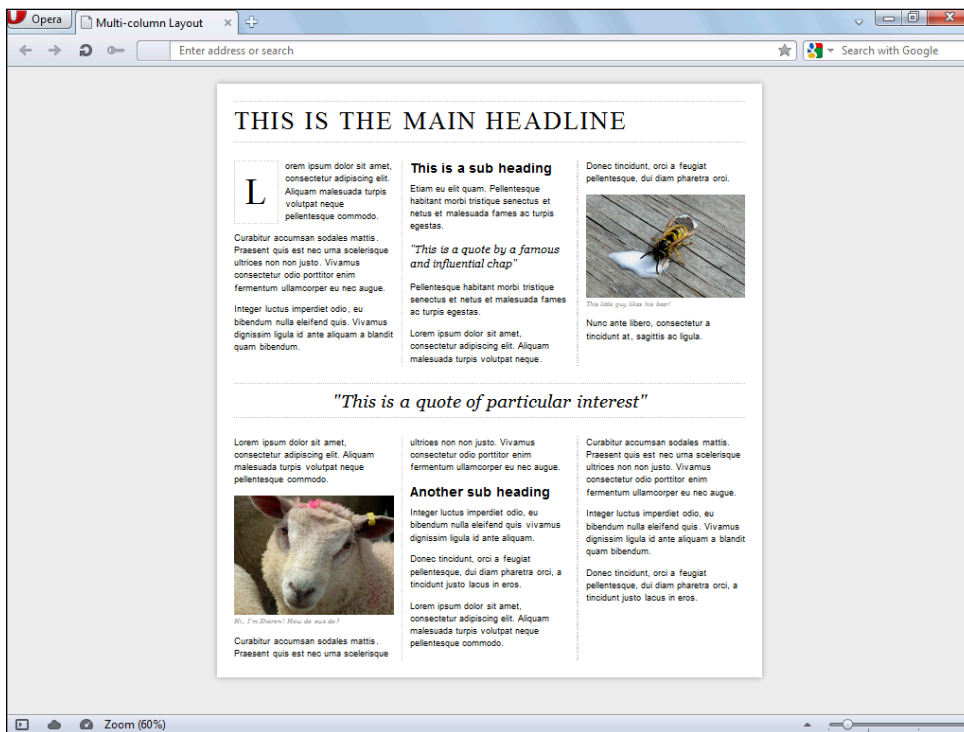 Opera
Multi-column Layout
Enter address or search
Search with Google
THIS IS THE MAIN HEADLINE
L
orem ipsum dolor sit amet,
consectetur adipiscing elit.
Aliquam malesuada turpis
volutpat neque
pellentesque commodo.
Curabitur accumsan sodales mattis.
Praesent quis est nec urna scelerisque
ultrices non non justo. Vivamus
consectetur odio porttitor enim
fermentum ullamcorper eu nec augue.
Integer luctus imperdiet odio, eu
bibendum nulla eleifend quis. Vivamus
dignissim ligula id ante aliquam a blandit
quam bibendum.
This is a sub heading
Etiam eu elit quam. Pellentesque
habitant morbi tristique senectus et
netus et malesuada fames ac turpis
egestas.
"This is a quote by a famous
and influential chap"
Pellentesque habitant morbi tristique
senectus et netus et malesuada fames
ac turpis egestas.
Lorem ipsum dolor sit amet,
consectetur adipiscing elit. Aliquam
malesuada turpis volutpat neque.
Donec tincidunt, orci a feugiat
pellentesque, dui diam pharetra orci.
This little guy likes his beer!
Nunc ante libero, consectetur a
tincidunt at, sagittis ac ligula.
"This is a quote of particular interest"
Lorem ipsum dolor sit amet,
consectetur adipiscing elit. Aliquam
malesuada turpis volutpat neque
pellentesque commodo.
Hi, I'm Sharon! How do ewe do?
Curabitur accumsan sodales mattis.
Praesent quis est nec urna scelerisque
ultrices non non justo. Vivamus
consectetur odio porttitor enim
fermentum ullamcorper eu nec augue.
Another sub heading
Integer luctus imperdiet odio, eu
bibendum nulla eleifend quis vivamus
dignissim ligula.
Donec tincidunt, orci a feugiat
pellentesque, dui diam pharetra orci, a
tincidunt justo lacus in eros.
Lorem ipsum dolor sit amet,
consectetur adipiscing elit. Aliquam
malesuada turpis volutpat neque
pellentesque commodo.
Curabitur accumsan sodales mattis.
Praesent quis est nec urna scelerisque
ultrices non non justo. Vivamus
consectetur odio porttitor enim
fermentum ullamcorper eu nec augue.
Integer luctus imperdiet odio, eu
bibendum nulla eleifend quis. Vivamus
dignissim ligula id ante aliquam a blandit
quam bibendum.
Donec tincidunt, orci a feugiat
pellentesque, dui diam pharetra orci, a
tincidunt justo lacus in eros.
Zoom (60%)